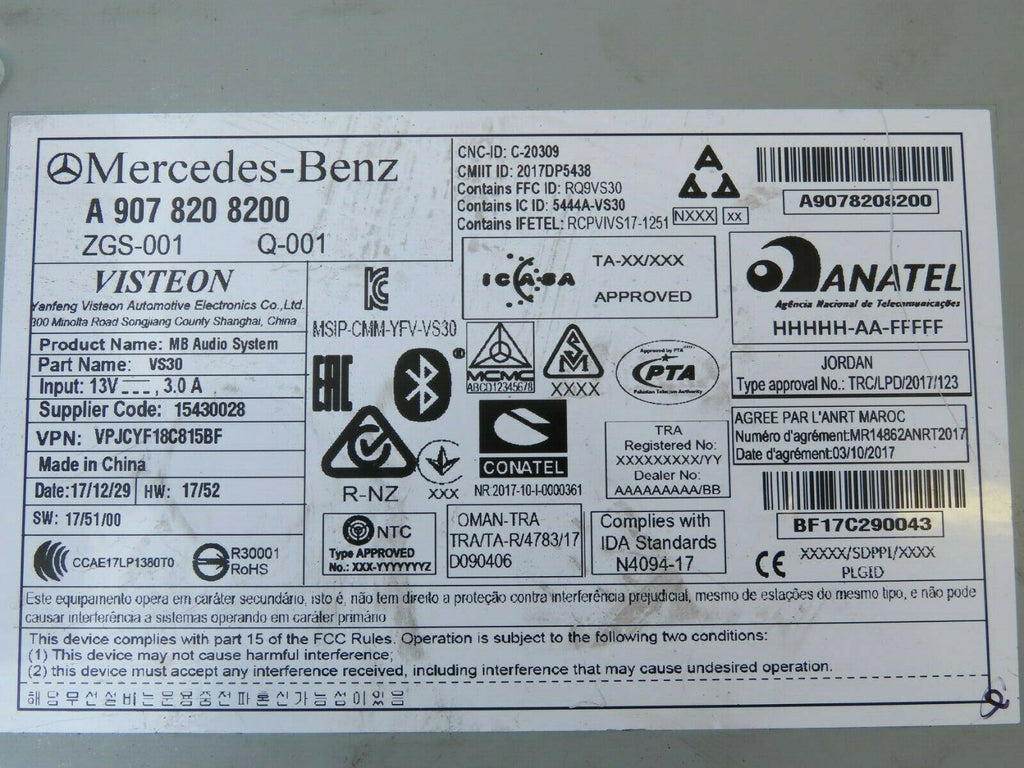 Mercedes-Benz
A 907 820 8200
ZGS-001 Q-001
CNC-ID: C-20309
CMIIT ID: 2017DP5438
Contains FFC ID: RQ9VS30
Contains IC ID: 5444A-VS30
Contains IFETEL: RCPVIVS17-1251
NXXX xx
A9078208200
VISTEON
Yanfeng Visteon Automotive Electronics Co.,Ltd.
300 Minolta Road Songjiang County Shanghai, China
Product Name: MB Audio System
Part Name: VS30
Input: 13V 3.0 A
Supplier Code: 15430028
VPN: VPJCYF18C815BF
Made in China
Date:17/12/29 HW: 17/52
SW: 17/51/00
CCAE17LP1380T0
R30001
RoHS
MSIP-CMM-YFV-VS30
EAC
R-NZ
XXX
ICASA
TA-XX/XXX
APPROVED
MCMC
ABCD12345678
XXXX
Approved by PTA
PTA
Pakistan Telecom Authority
CONATEL
NR:2017-10-I-0000361
TRA
Registered No:
XXXXXXXXX/YY
Dealer No:
AAAAAAAAA/BB
NTC
Type APPROVED
No.: XXX-YYYYYYYZ
OMAN-TRA
TRA/TA-R/4783/17
D090406
Complies with
IDA Standards
N4094-17
ANATEL
Agência Nacional de Telecomunicações
HHHHH-AA-FFFFF
JORDAN
Type approval No.: TRC/LPD/2017/123
AGREE PAR L'ANRT MAROC
Numéro d'agrément:MR14862ANRT2017
Date d'agrément:03/10/2017
BF17C290043
CE
XXXXX/SDPPI/XXXX
PLGID
Este equipamento opera em caráter secundário, isto é, não tem direito a proteção contra interferência prejudicial, mesmo de estações do mesmo tipo, e não pode
causar interferência a sistemas operando em caráter primário
This device complies with part 15 of the FCC Rules. Operation is subject to the following two conditions:
(1) This device may not cause harmful interference;
(2) this device must accept any interference received, including interference that may cause undesired operation.
해당무선설비는운용중전파혼신가능성이있음